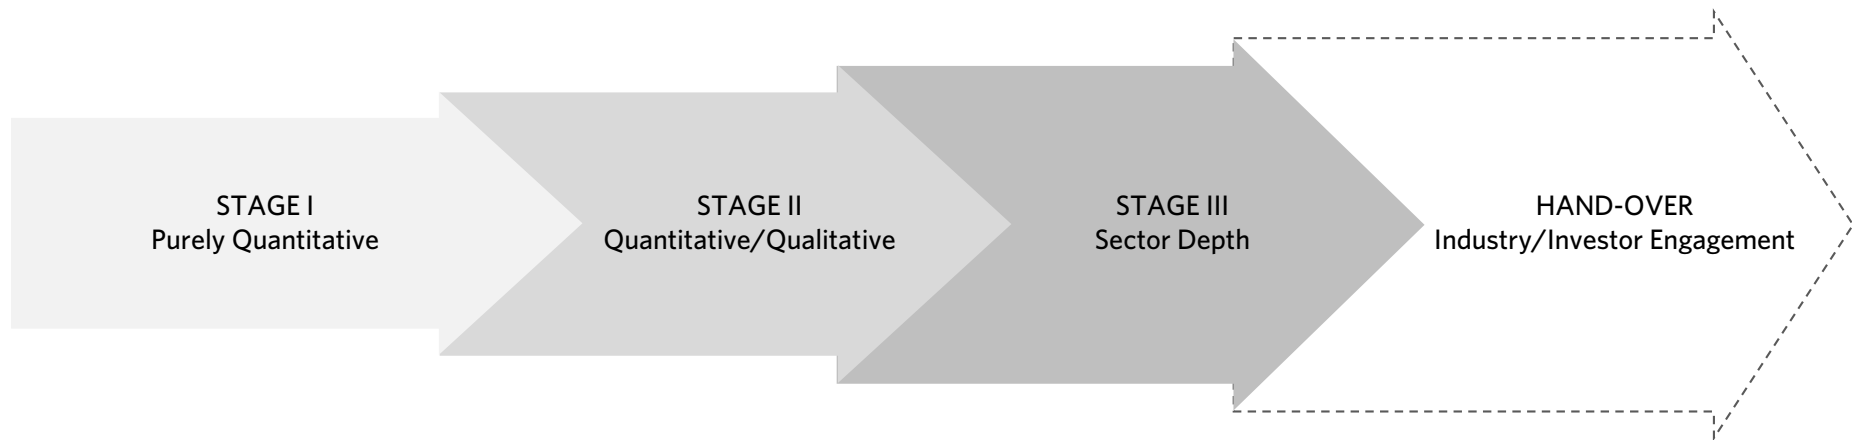 STAGE I
Purely Quantitative
STAGE II
Quantitative/Qualitative
STAGE III
Sector Depth
HAND-OVER
Industry/Investor Engagement